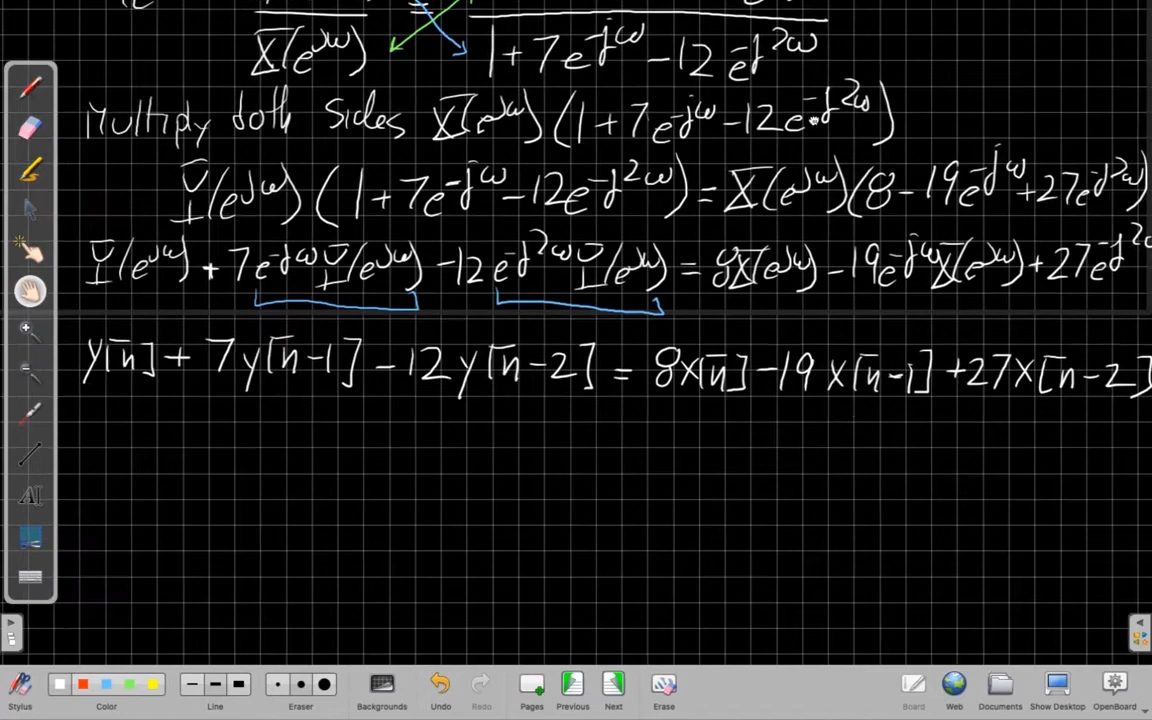 X(e^jω) = 1+7e^-jω -12e^-j2ω
Multiply both sides X(e^jω)(1+7e^-jω -12e^-j2ω)
Y(e^jω)(1+7e^-jω -12e^-j2ω) = X(e^jω)(8-19e^-jω +27e^-j2ω)
Y(e^jω) + 7e^-jω Y(e^jω) -12 e^-j2ω Y(e^jω) = 8X(e^jω) -19e^-jω X(e^jω) + 27e^-j2ω
y[n] + 7y[n-1] -12y[n-2] = 8x[n] -19x[n-1] +27x[n-2]
AI
Stylus Color Line Eraser Backgrounds Undo Redo Pages Previous Next Erase Board Web Documents Show Desktop OpenBoard